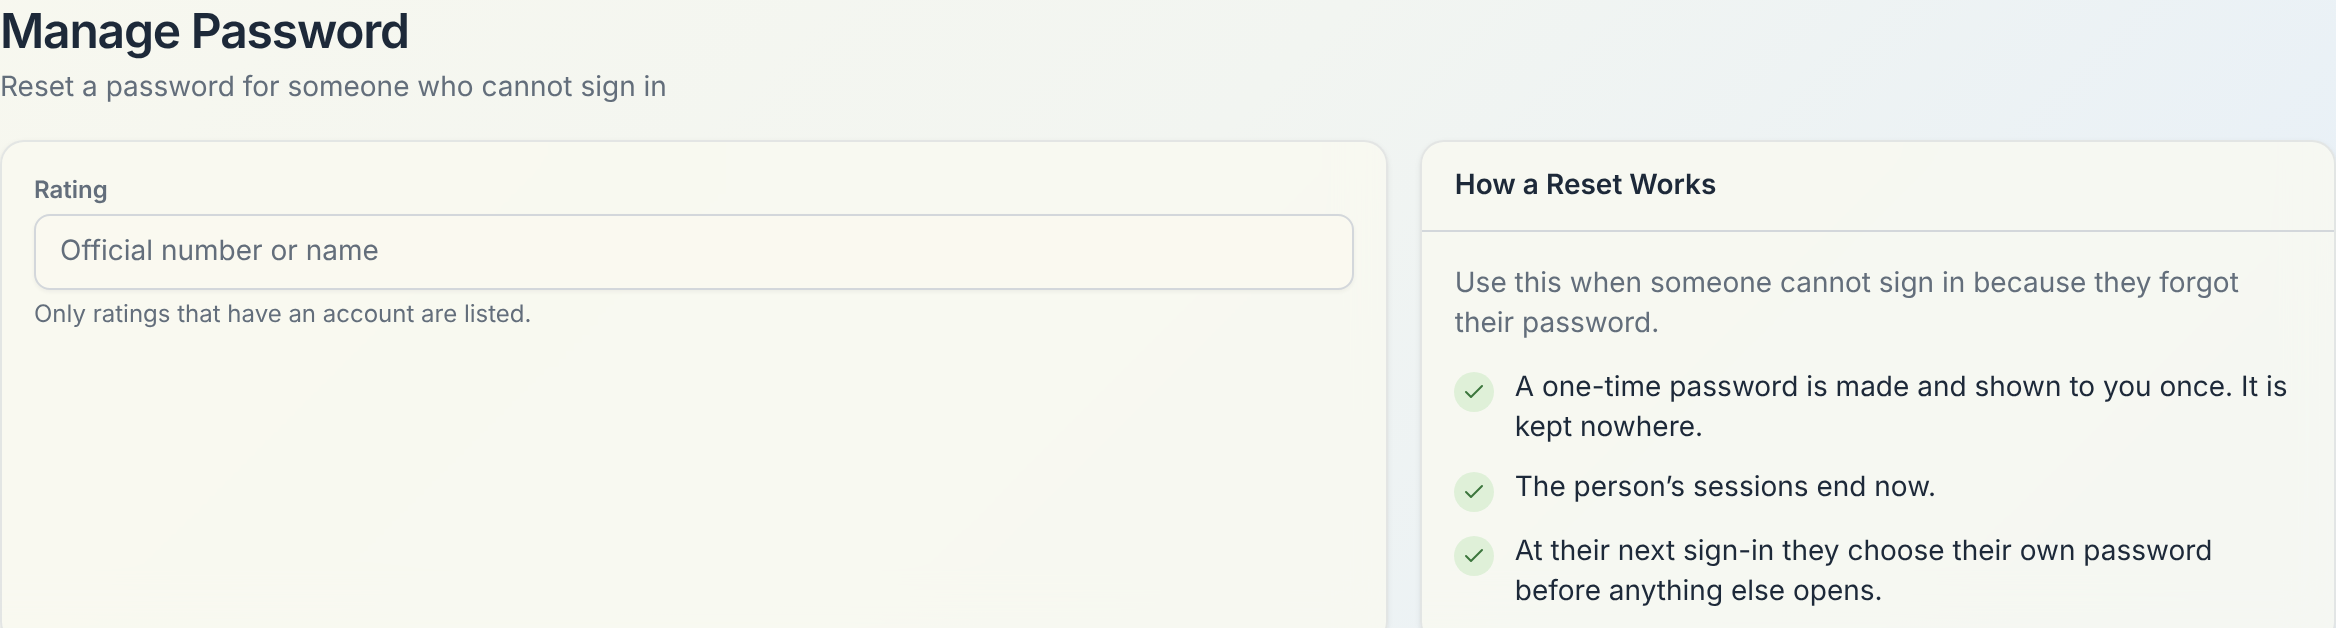 Manage Password
Reset a password for someone who cannot sign in
Rating
Official number or name
Only ratings that have an account are listed.
How a Reset Works
Use this when someone cannot sign in because they forgot
their password.
A one-time password is made and shown to you once. It is
kept nowhere.
The person’s sessions end now.
At their next sign-in they choose their own password
before anything else opens.